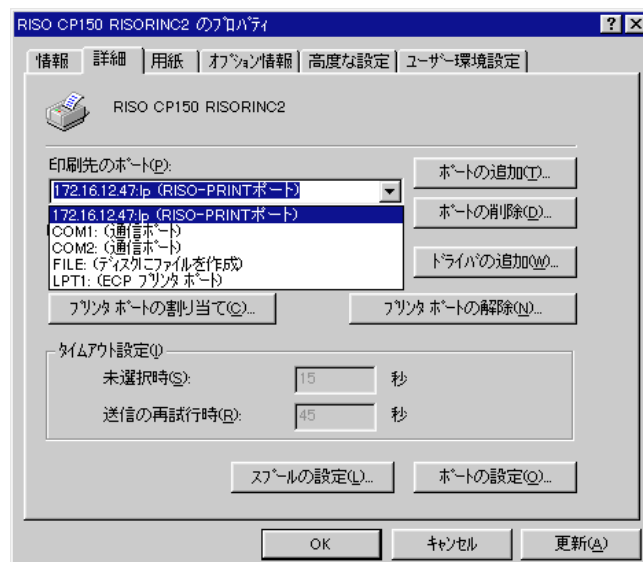 RISO CP150 RISORINC2 のプロパティ
情報 詳細 用紙 オプション情報 高度な設定 ユーザー環境設定
RISO CP150 RISORINC2
印刷先のポート(P):
172.16.12.47:lp (RISO-PRINTポート)
ポートの追加(T)...
172.16.12.47:lp (RISO-PRINTポート)
COM1: (通信ポート)
COM2: (通信ポート)
FILE: (ディスクにファイルを作成)
LPT1: (ECP プリンタ ポート)
ポートの削除(D)...
ドライバの追加(W)...
プリンタ ポートの割り当て(C)...
プリンタ ポートの解除(N)...
タイムアウト設定(I)
未選択時(S): 15 秒
送信の再試行時(R): 45 秒
スプールの設定(L)...
ポートの設定(O)...
OK キャンセル 更新(A)